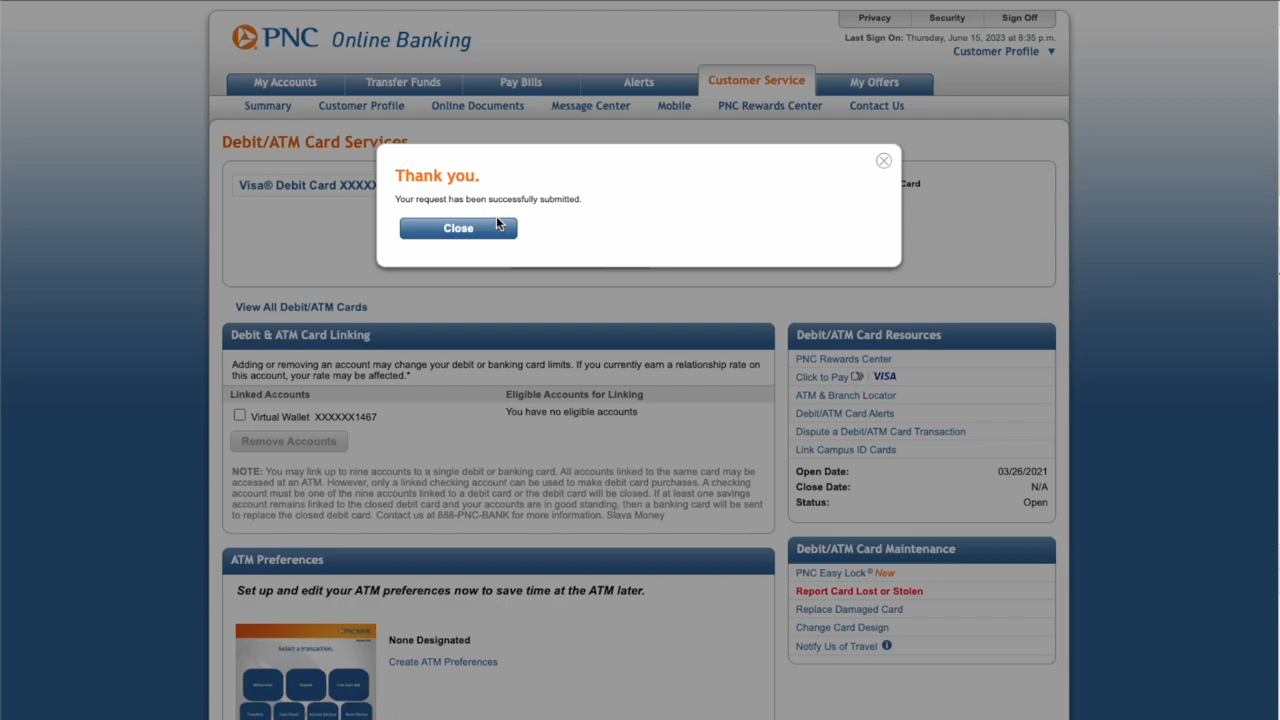 Privacy Security Sign Off
PNC Online Banking
Last Sign On: Thursday, June 15, 2023 at 8:35 p.m.
Customer Profile ▼
My Accounts Transfer Funds Pay Bills Alerts Customer Service My Offers
Summary Customer Profile Online Documents Message Center Mobile PNC Rewards Center Contact Us
Debit/ATM Card Services
Thank you.
Visa® Debit Card XXXX
Card
Your request has been successfully submitted.
Close
View All Debit/ATM Cards
Debit & ATM Card Linking
Adding or removing an account may change your debit or banking card limits. If you currently earn a relationship rate on
this account, your rate may be affected.*
Linked Accounts Eligible Accounts for Linking
Virtual Wallet XXXXXX1467 You have no eligible accounts
Remove Accounts
NOTE: You may link up to nine accounts to a single debit or banking card. All accounts linked to the same card may be
accessed at an ATM. However, only a linked checking account can be used to make debit card purchases. A checking
account must be one of the nine accounts linked to a debit card or the debit card will be closed. If at least one savings
account remains linked to the closed debit card and your accounts are in good standing, then a banking card will be sent
to replace the closed debit card. Contact us at 888-PNC-BANK for more information. Slava Money
Debit/ATM Card Resources
PNC Rewards Center
Click to Pay VISA
ATM & Branch Locator
Debit/ATM Card Alerts
Dispute a Debit/ATM Card Transaction
Link Campus ID Cards
Open Date: 03/26/2021
Close Date: N/A
Status: Open
ATM Preferences
Set up and edit your ATM preferences now to save time at the ATM later.
Select a transaction.
None Designated
Create ATM Preferences
Debit/ATM Card Maintenance
PNC Easy Lock® New
Report Card Lost or Stolen
Replace Damaged Card
Change Card Design
Notify Us of Travel